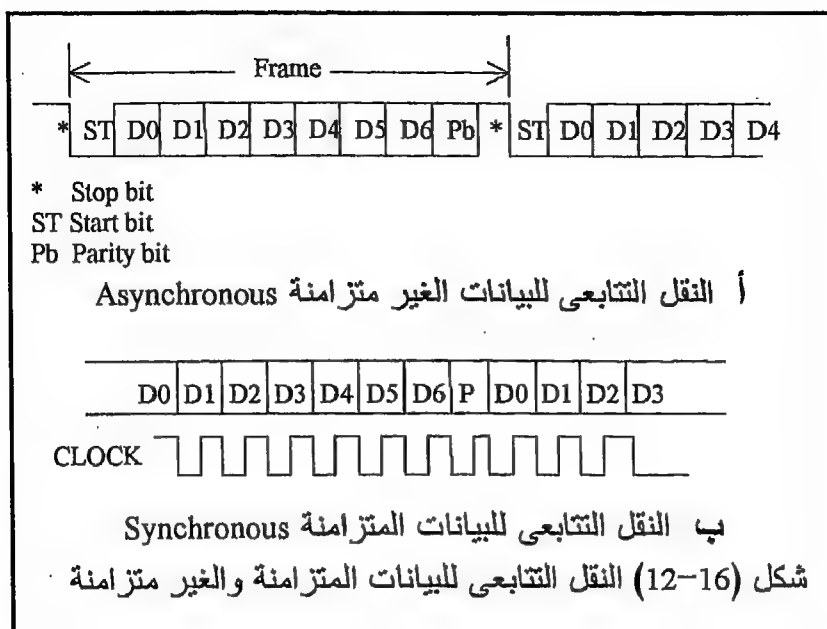 Frame
* ST D0 D1 D2 D3 D4 D5 D6 Pb * ST D0 D1 D2 D3 D4
* Stop bit
ST Start bit
Pb Parity bit
أ النقل التتابعى للبيانات الغير متزامنة Asynchronous
D0 D1 D2 D3 D4 D5 D6 P D0 D1 D2 D3
CLOCK
ب النقل التتابعى للبيانات المتزامنة Synchronous
شكل (16-12) النقل التتابعى للبيانات المتزامنة والغير متزامنة